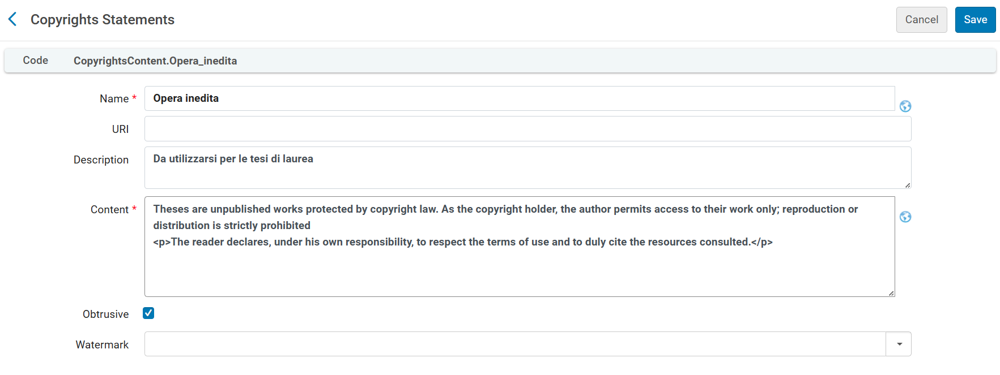 Copyrights Statements
Cancel
Save
Code CopyrightsContent.Opera_inedita
Name * Opera inedita
URI
Description Da utilizzarsi per le tesi di laurea
Content * Theses are unpublished works protected by copyright law. As the copyright holder, the author permits access to their work only; reproduction or
distribution is strictly prohibited
<p>The reader declares, under his own responsibility, to respect the terms of use and to duly cite the resources consulted.</p>
Obtrusive
Watermark